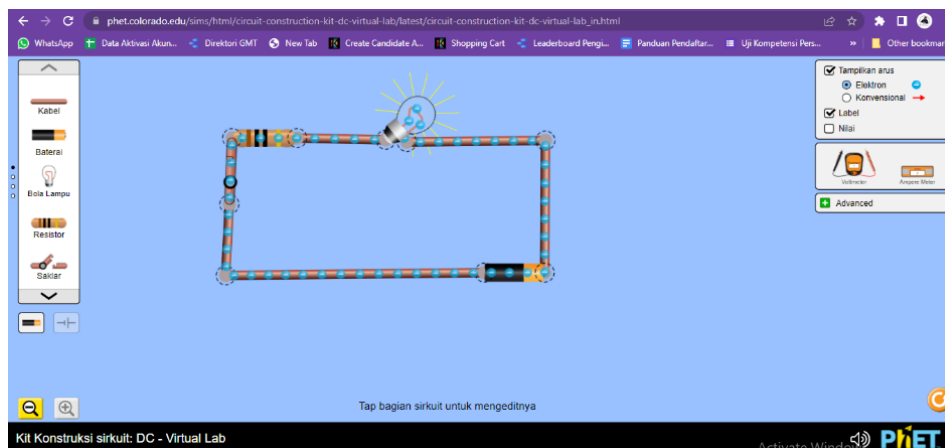 phet.colorado.edu/sims/html/circuit-construction-kit-dc-virtual-lab/latest/circuit-construction-kit-dc-virtual-lab_in.html
WhatsApp Data Aktivasi Akun... Direktori GMT New Tab Create Candidate A... Shopping Cart Leaderboard Pengi... Panduan Pendaftar... Uji Kompetensi Pers... » Other bookmar
Kabel
Baterai
Bola Lampu
Resistor
Saklar
Tampilkan arus
Elektron
Konvensional
Label
Nilai
Voltmeter Ampere Meter
Advanced
Tap bagian sirkuit untuk mengeditnya
Kit Konstruksi sirkuit: DC - Virtual Lab
Activate Windo
PhET